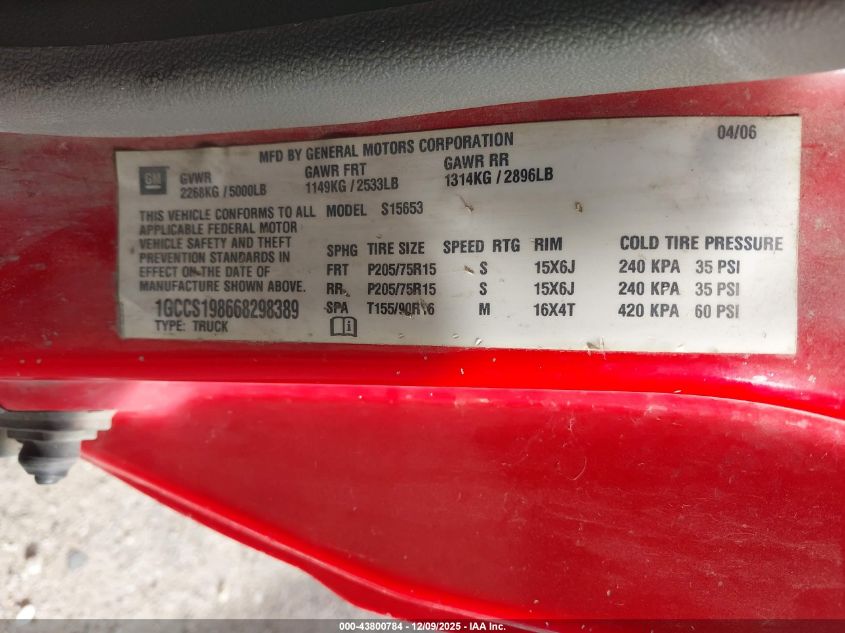 04/06
MFD BY GENERAL MOTORS CORPORATION
GM
GVWR GAWR FRT GAWR RR
2268KG / 5000LB 1149KG / 2533LB 1314KG / 2896LB
THIS VEHICLE CONFORMS TO ALL MODEL S15653
APPLICABLE FEDERAL MOTOR
VEHICLE SAFETY AND THEFT SPHG TIRE SIZE SPEED RTG RIM COLD TIRE PRESSURE
PREVENTION STANDARDS IN FRT P205/75R15 S 15X6J 240 KPA 35 PSI
EFFECT ON THE DATE OF
MANUFACTURE SHOWN ABOVE. RR P205/75R15 S 15X6J 240 KPA 35 PSI
1GCCS198668298389 SPA T155/90R16 M 16X4T 420 KPA 60 PSI
TYPE: TRUCK
000-43800784 - 12/09/2025 - IAA Inc.